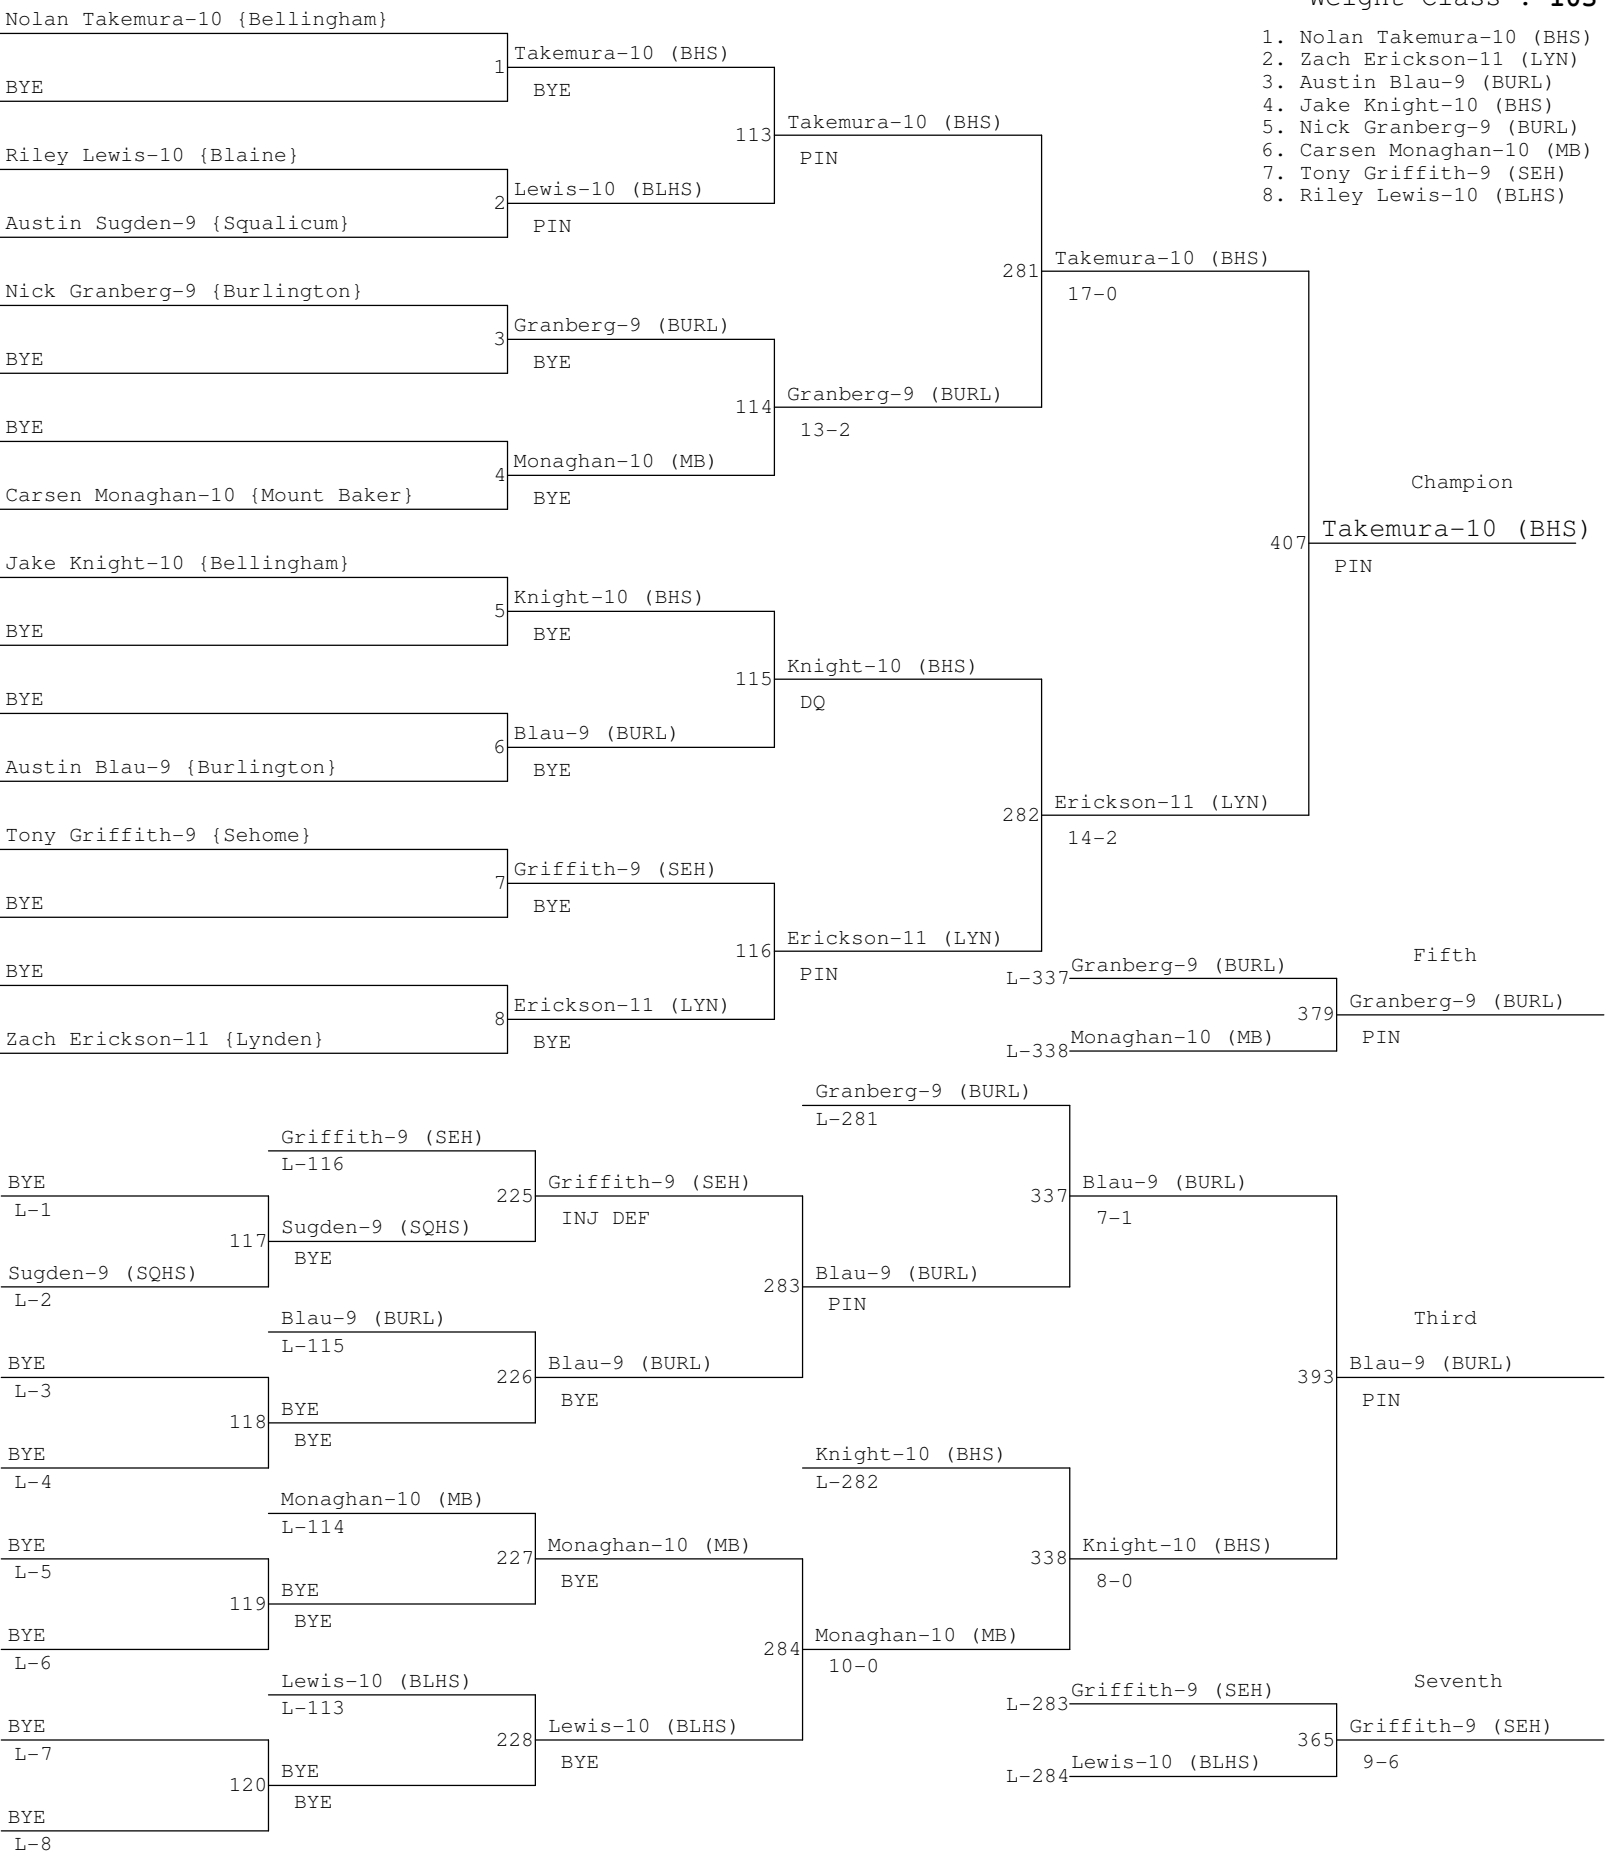 Weight Class : 103
1. Nolan Takemura-10 (BHS)
2. Zach Erickson-11 (LYN)
3. Austin Blau-9 (BURL)
4. Jake Knight-10 (BHS)
5. Nick Granberg-9 (BURL)
6. Carsen Monaghan-10 (MB)
7. Tony Griffith-9 (SEH)
8. Riley Lewis-10 (BLHS)
Nolan Takemura-10 {Bellingham}
Takemura-10 (BHS)
1
BYE
BYE
Takemura-10 (BHS)
113
PIN
Riley Lewis-10 {Blaine}
Lewis-10 (BLHS)
2
Austin Sugden-9 {Squalicum}
PIN
Takemura-10 (BHS)
281
17-0
Nick Granberg-9 {Burlington}
Granberg-9 (BURL)
3
BYE
BYE
Granberg-9 (BURL)
114
13-2
BYE
Monaghan-10 (MB)
4
Carsen Monaghan-10 {Mount Baker}
BYE
Champion
Takemura-10 (BHS)
407
PIN
Jake Knight-10 {Bellingham}
Knight-10 (BHS)
5
BYE
BYE
Knight-10 (BHS)
115
DQ
BYE
Blau-9 (BURL)
6
Austin Blau-9 {Burlington}
BYE
Erickson-11 (LYN)
282
14-2
Tony Griffith-9 {Sehome}
Griffith-9 (SEH)
7
BYE
BYE
Erickson-11 (LYN)
116
PIN
BYE
Erickson-11 (LYN)
8
Zach Erickson-11 {Lynden}
BYE
Fifth
Granberg-9 (BURL)
L-337
Granberg-9 (BURL)
379
PIN
Monaghan-10 (MB)
L-338
Granberg-9 (BURL)
L-281
Griffith-9 (SEH)
L-116
BYE
L-1
Griffith-9 (SEH)
225
INJ DEF
Blau-9 (BURL)
337
7-1
Sugden-9 (SQHS)
117
BYE
Sugden-9 (SQHS)
L-2
Blau-9 (BURL)
283
PIN
Blau-9 (BURL)
L-115
Third
BYE
L-3
Blau-9 (BURL)
226
BYE
Blau-9 (BURL)
393
PIN
BYE
118
BYE
BYE
L-4
Knight-10 (BHS)
L-282
Monaghan-10 (MB)
L-114
BYE
L-5
Monaghan-10 (MB)
227
BYE
Knight-10 (BHS)
338
8-0
BYE
119
BYE
BYE
L-6
Monaghan-10 (MB)
284
10-0
Lewis-10 (BLHS)
L-113
Seventh
Griffith-9 (SEH)
L-283
BYE
L-7
Lewis-10 (BLHS)
228
BYE
Griffith-9 (SEH)
365
9-6
Lewis-10 (BLHS)
L-284
BYE
120
BYE
BYE
L-8